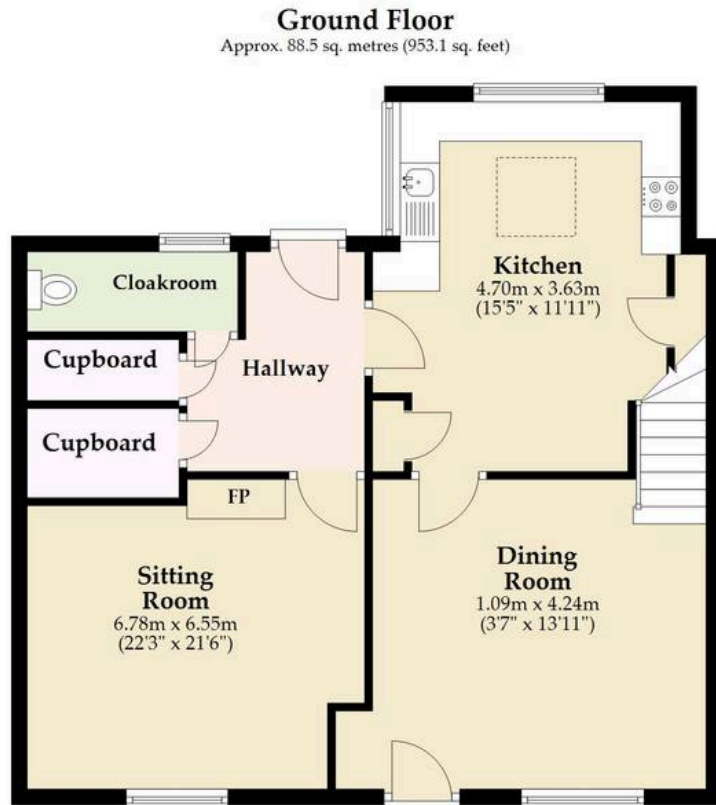 Ground Floor
Approx. 88.5 sq. metres (953.1 sq. feet)
Kitchen
4.70m x 3.63m
(15'5" x 11'11")
Cloakroom
Cupboard
Hallway
Cupboard
FP
Sitting
Room
6.78m x 6.55m
(22'3" x 21'6")
Dining
Room
1.09m x 4.24m
(3'7" x 13'11")